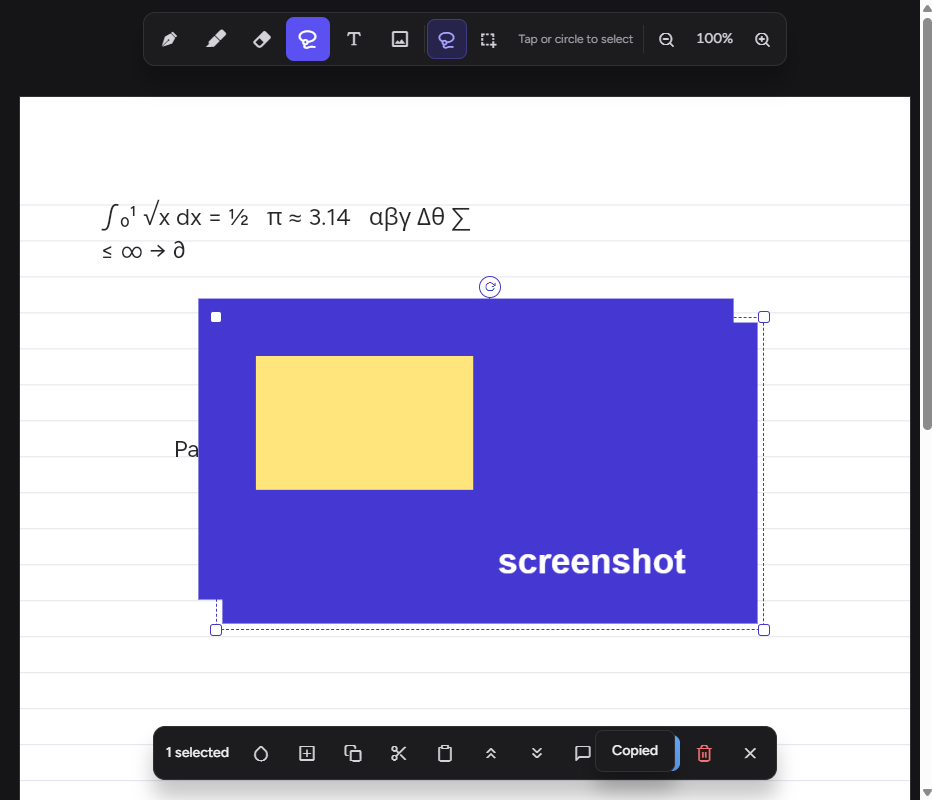 T
Tap or circle to select
100%
∫₀¹ √x dx = ½ π ≈ 3.14 αβγ Δθ ∑
≤ ∞ → ∂
Pa
screenshot
1 selected
Copied